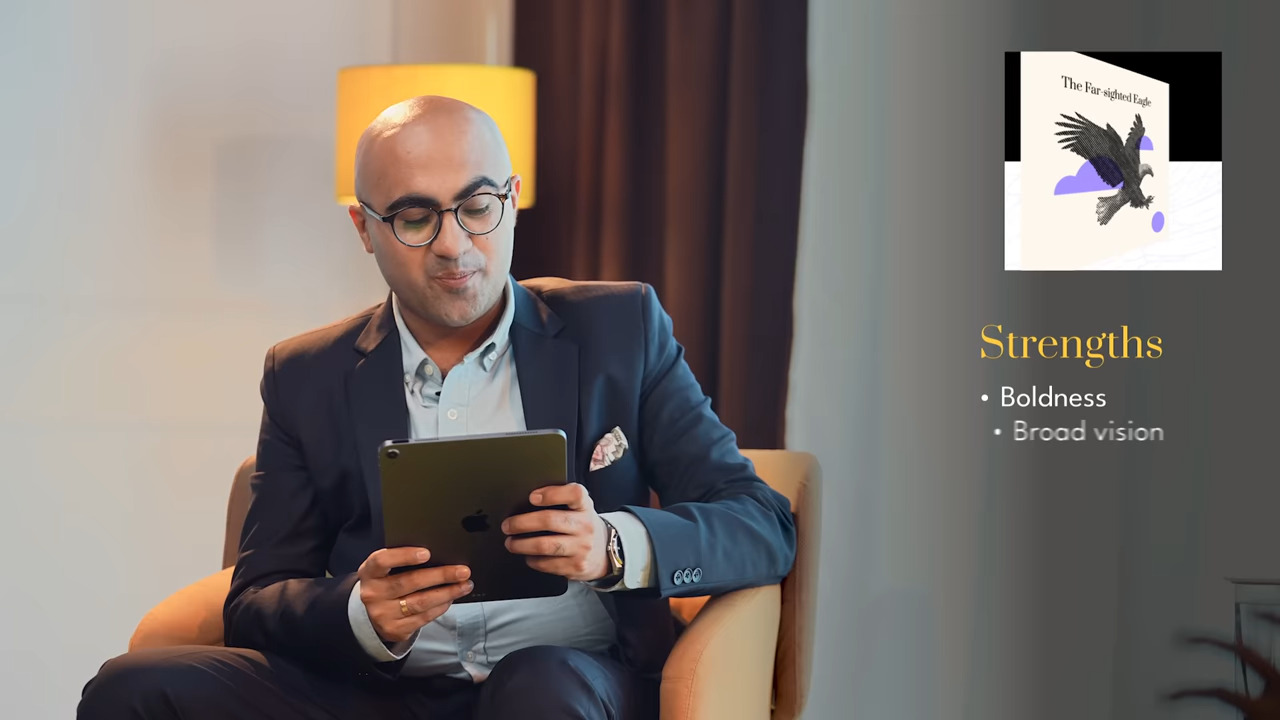 The Far-sighted Eagle
Strengths
• Boldness
• Broad vision